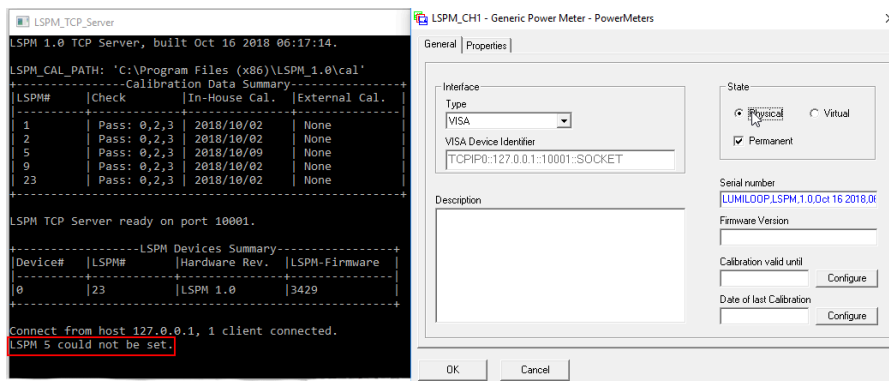 LSPM_TCP_Server
LSPM 1.0 TCP Server, built Oct 16 2018 06:17:14.
LSPM_CAL_PATH: 'C:\Program Files (x86)\LSPM_1.0\cal'
+-----------------Calibration Data Summary----------------+
|LSPM# |Check |In-House Cal. |External Cal. |
| 1 | Pass: 0,2,3 | 2018/10/02 | None |
| 2 | Pass: 0,2,3 | 2018/10/02 | None |
| 5 | Pass: 0,2,3 | 2018/10/09 | None |
| 9 | Pass: 0,2,3 | 2018/10/02 | None |
| 23 | Pass: 0,2,3 | 2018/10/02 | None |
LSPM TCP Server ready on port 10001.
+-------------------LSPM Devices Summary------------------+
|Device# |LSPM# |Hardware Rev. |LSPM-Firmware |
|0 |23 |LSPM 1.0 |3429 |
Connect from host 127.0.0.1, 1 client connected.
LSPM 5 could not be set.
LSPM_CH1 - Generic Power Meter - PowerMeters
General Properties
Interface
Type
VISA
VISA Device Identifier
TCPIP0::127.0.0.1::10001::SOCKET
Description
State
Physical Virtual
Permanent
Serial number
LUMILOOP,LSPM,1.0,Oct 16 2018,06
Firmware Version
Calibration valid until
Configure
Date of last Calibration
Configure
OK Cancel